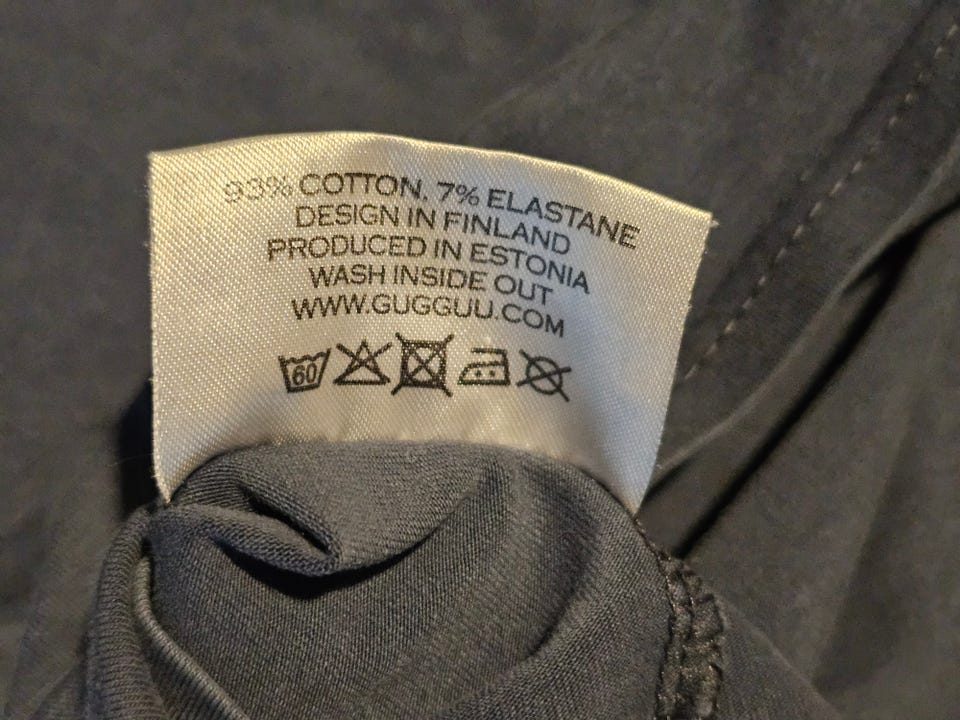 93% COTTON, 7% ELASTANE
DESIGN IN FINLAND
PRODUCED IN ESTONIA
WASH INSIDE OUT
WWW.GUGGUU.COM
60